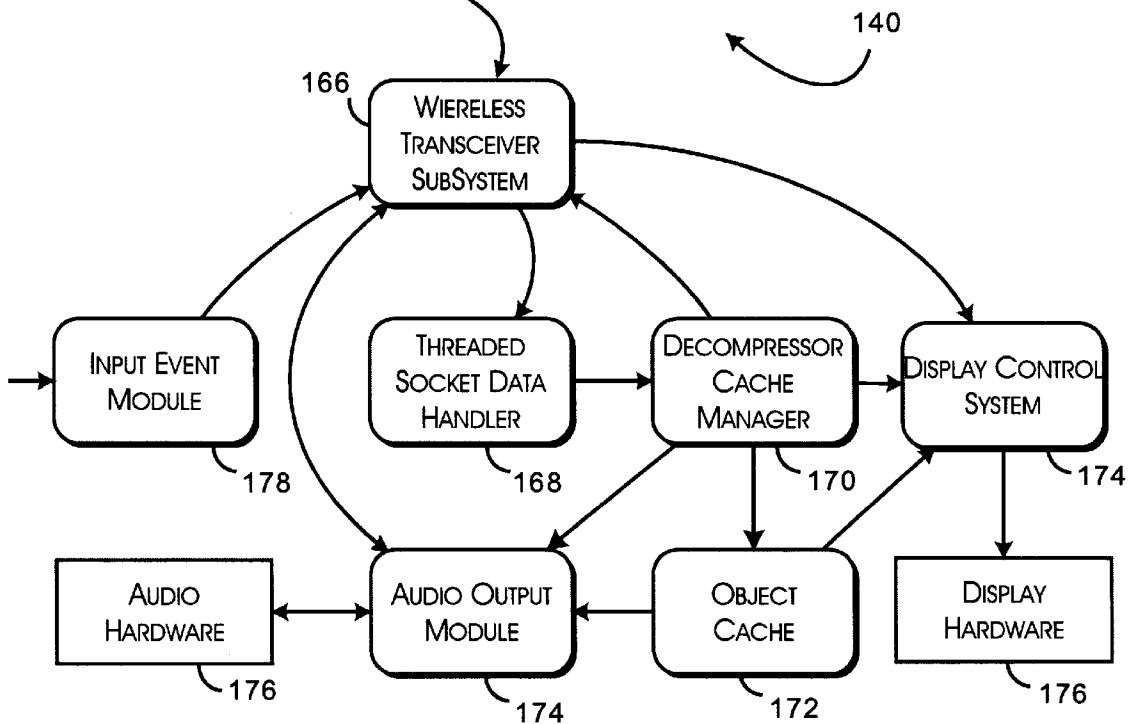 140
166
WIERELESS
TRANSCEIVER
SUBSYSTEM
INPUT EVENT
MODULE
178
THREADED
SOCKET DATA
HANDLER
168
DECOMPRESSOR
CACHE
MANAGER
170
DISPLAY CONTROL
SYSTEM
174
AUDIO
HARDWARE
176
AUDIO OUTPUT
MODULE
174
OBJECT
CACHE
172
DISPLAY
HARDWARE
176